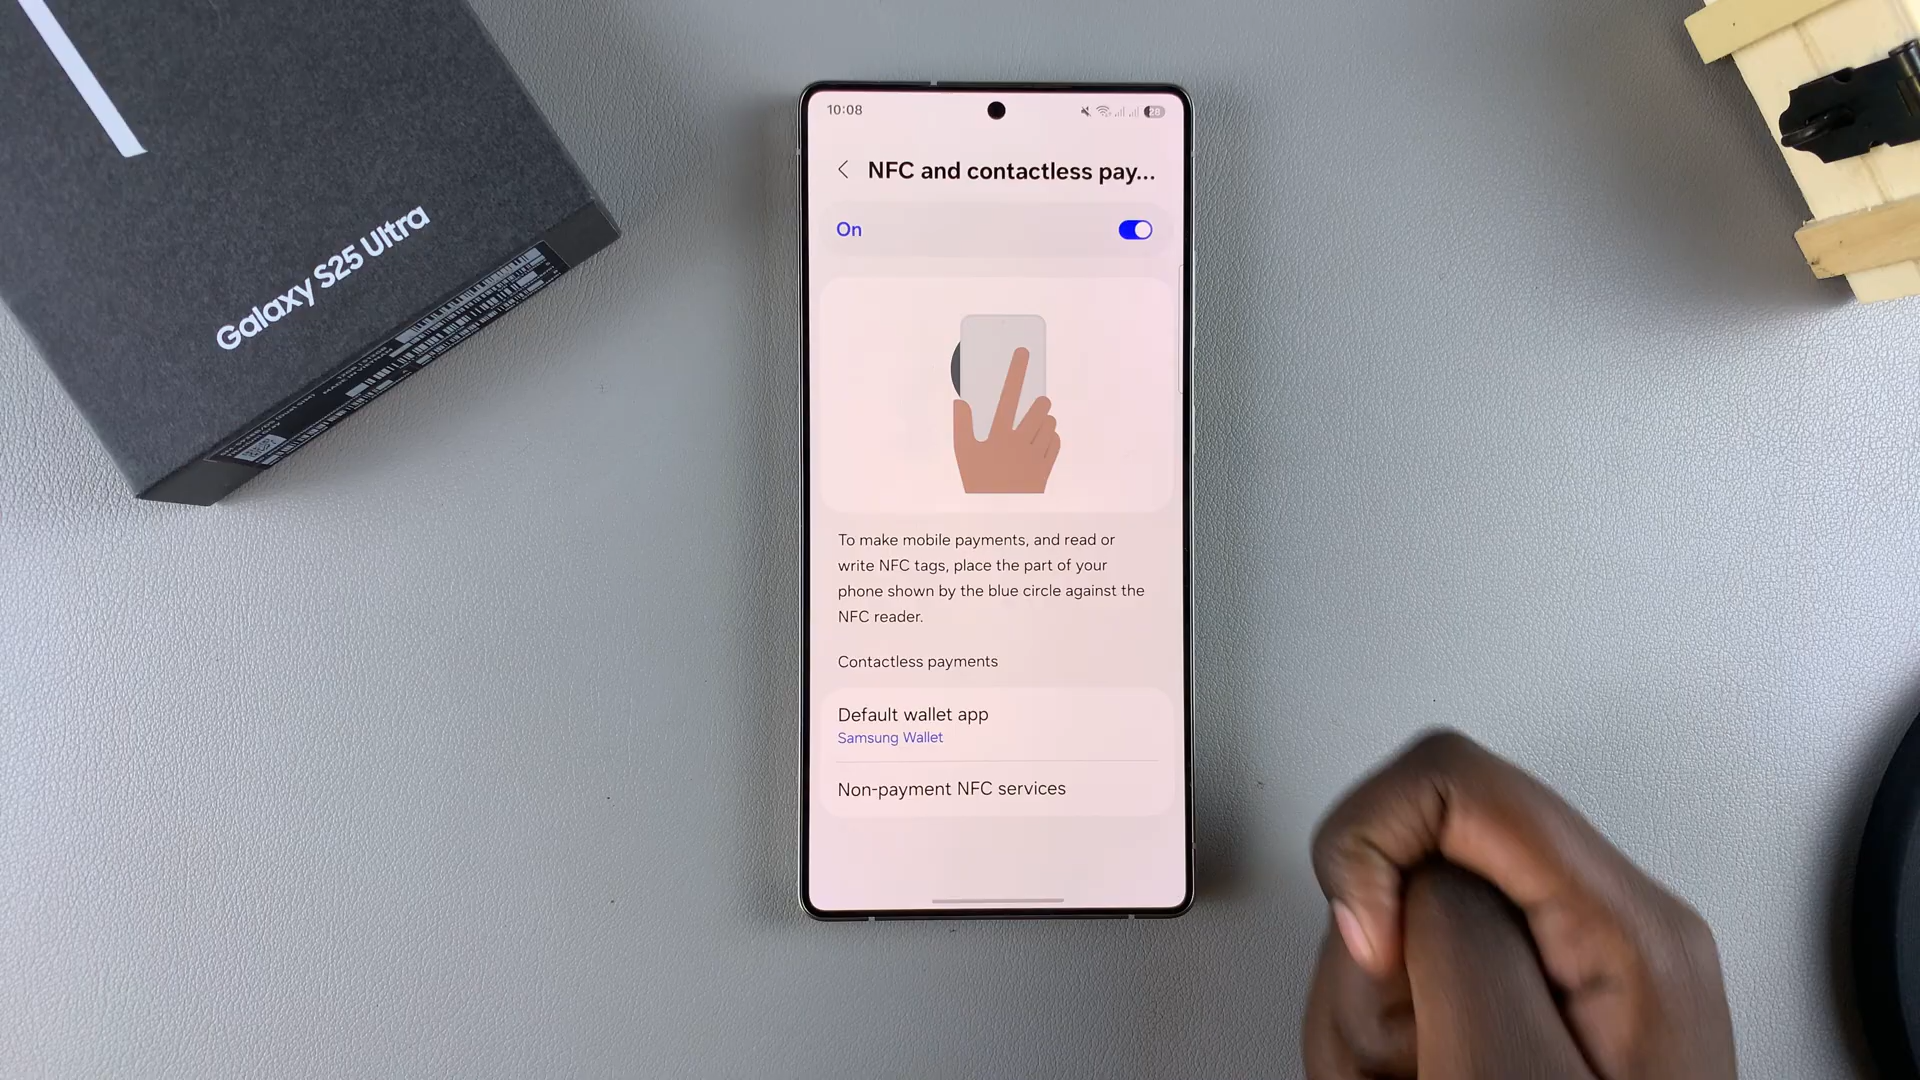 Galaxy S25 Ultra
10:08
28
NFC and contactless pay...
On
To make mobile payments, and read or
write NFC tags, place the part of your
phone shown by the blue circle against the
NFC reader.
Contactless payments
Default wallet app
Samsung Wallet
Non-payment NFC services